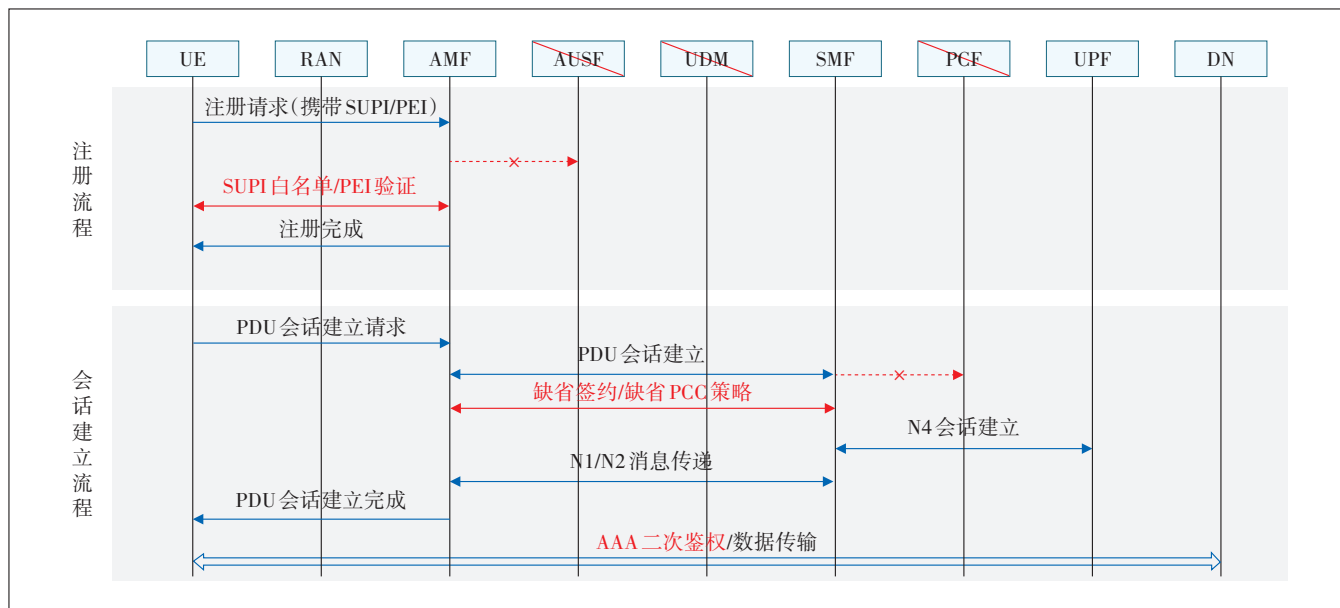 UE
RAN
AMF
AUSF
UDM
SMF
PCF
UPF
DN
注册流程
注册请求(携带SUPI/PEI)
×
SUPI白名单/PEI验证
注册完成
会话建立流程
PDU会话建立请求
PDU会话建立
×
缺省签约/缺省PCC策略
N4会话建立
N1/N2消息传递
PDU会话建立完成
AAA二次鉴权/数据传输